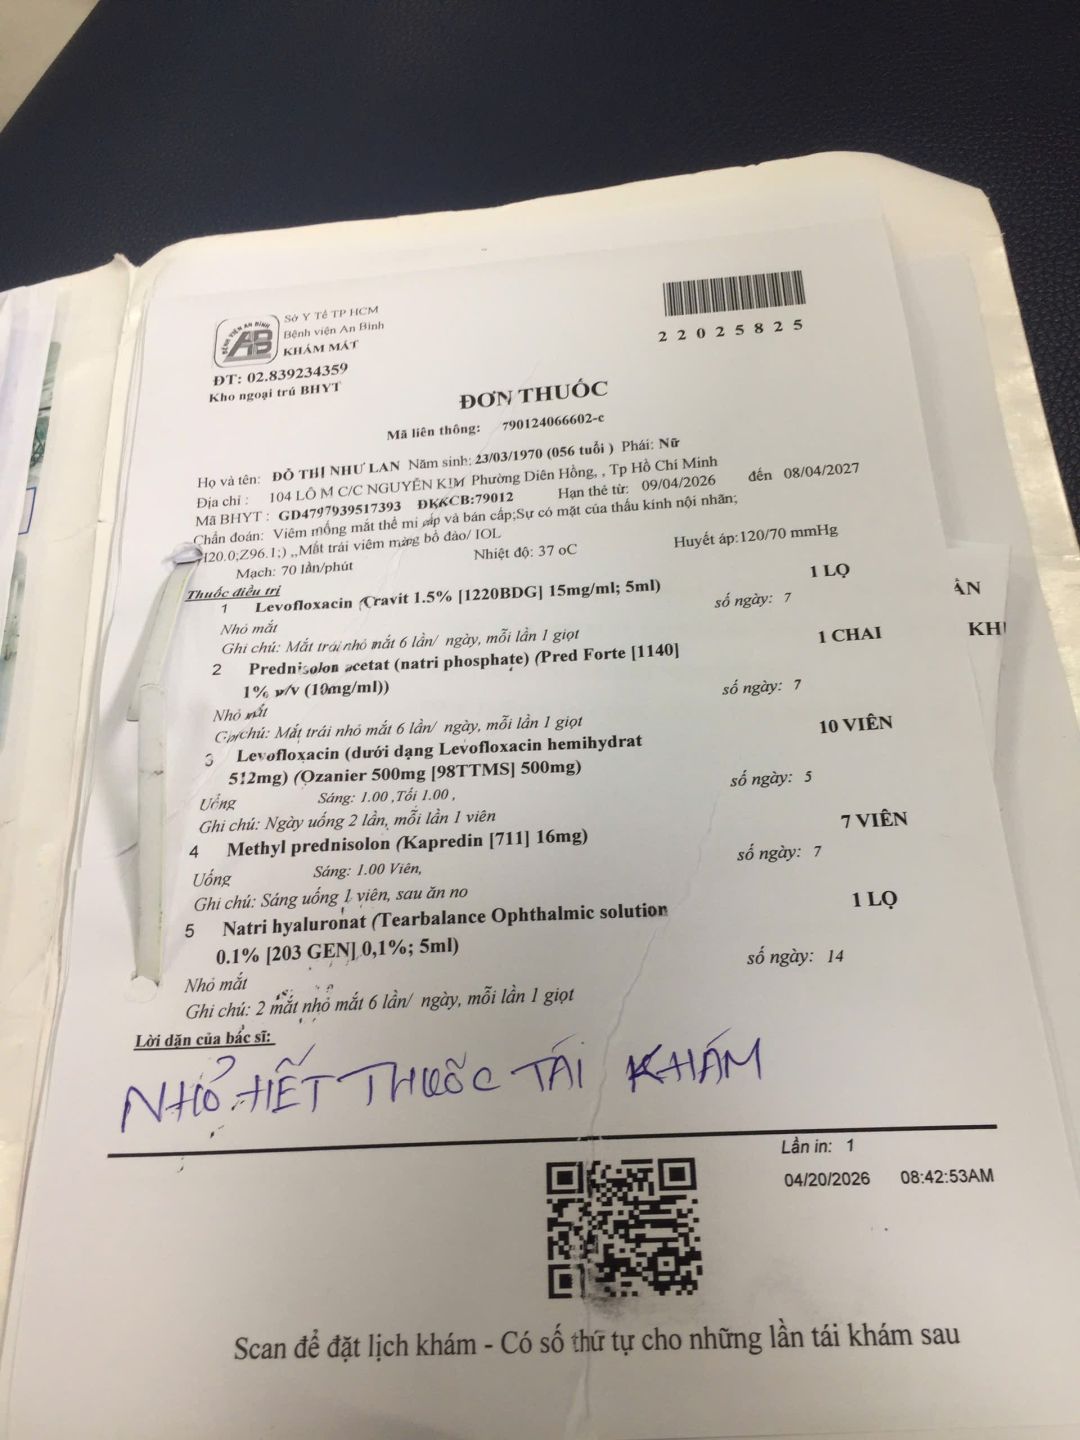 BỆNH VIỆN AN BÌNH
AB
Sở Y Tế TP HCM
Bệnh viện An Bình
KHÁM MẮT
ĐT: 02.839234359
Kho ngoại trú BHYT
22025825
ĐƠN THUỐC
Mã liên thông: 790124066602-c
Họ và tên: ĐỖ THỊ NHƯ LAN Năm sinh: 23/03/1970 (056 tuổi ) Phái: Nữ
Địa chỉ : 104 LÔ M C/C NGUYỄN KIM Phường Diên Hồng, , Tp Hồ Chí Minh
Mã BHYT : GD4797939517393 ĐKKCB:79012 Hạn thẻ từ: 09/04/2026 đến 08/04/2027
Chẩn đoán: Viêm mống mắt thể mi cấp và bán cấp;Sự có mặt của thấu kính nội nhãn;
H20.0;Z96.1;) ,,Mắt trái viêm màng bồ đào/ IOL
Mạch: 70 lần/phút Nhiệt độ: 37 oC Huyết áp:120/70 mmHg
Thuốc điều trị
1 Levofloxacin (Cravit 1.5% [1220BDG] 15mg/ml; 5ml) 1 LỌ
Nhỏ mắt số ngày: 7
Ghi chú: Mắt trái nhỏ mắt 6 lần/ ngày, mỗi lần 1 giọt
2 Prednisolon acetat (natri phosphate) (Pred Forte [1140] 1 CHAI
1% w/v (10mg/ml))
Nhỏ mắt số ngày: 7
Ghi chú: Mắt trái nhỏ mắt 6 lần/ ngày, mỗi lần 1 giọt
3 Levofloxacin (dưới dạng Levofloxacin hemihydrat 10 VIÊN
512mg) (Ozanier 500mg [98TTMS] 500mg)
Uống Sáng: 1.00 ,Tối 1.00 , số ngày: 5
Ghi chú: Ngày uống 2 lần, mỗi lần 1 viên
4 Methyl prednisolon (Kapredin [711] 16mg) 7 VIÊN
Uống Sáng: 1.00 Viên, số ngày: 7
Ghi chú: Sáng uống 1 viên, sau ăn no
5 Natri hyaluronat (Tearbalance Ophthalmic solution 1 LỌ
0.1% [203 GEN] 0,1%; 5ml)
Nhỏ mắt số ngày: 14
Ghi chú: 2 mắt nhỏ mắt 6 lần/ ngày, mỗi lần 1 giọt
Lời dặn của bác sĩ:
NHỎ HẾT THUỐC TÁI KHÁM
Lần in: 1
04/20/2026 08:42:53AM
Scan để đặt lịch khám - Có số thứ tự cho những lần tái khám sau